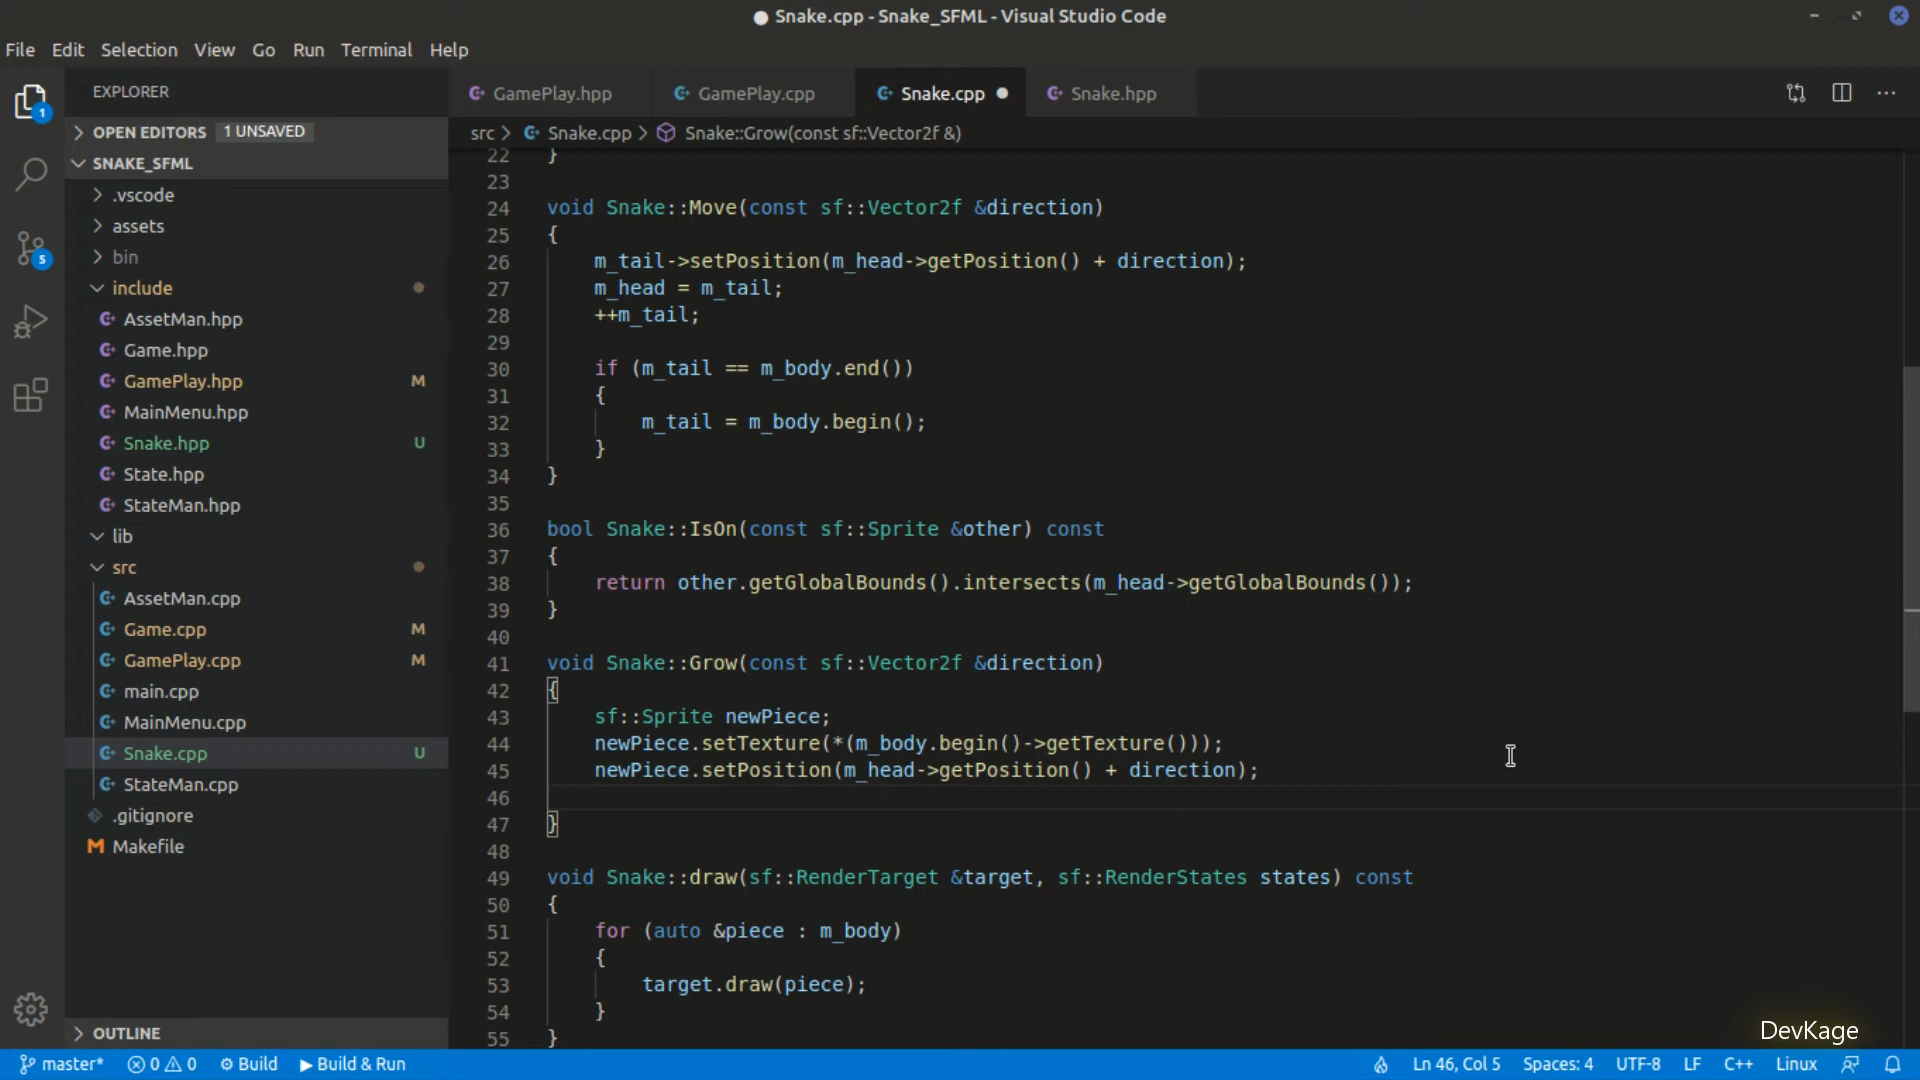 Snake.cpp - Snake_SFML - Visual Studio Code
File Edit Selection View Go Run Terminal Help
EXPLORER
GamePlay.hpp
GamePlay.cpp
Snake.cpp
Snake.hpp
1
OPEN EDITORS 1 UNSAVED
src > Snake.cpp > Snake::Grow(const sf::Vector2f &)
SNAKE_SFML
.vscode
assets
bin
include
AssetMan.hpp
Game.hpp
GamePlay.hpp M
MainMenu.hpp
Snake.hpp U
State.hpp
StateMan.hpp
lib
src
AssetMan.cpp
Game.cpp M
GamePlay.cpp M
main.cpp
MainMenu.cpp
Snake.cpp U
StateMan.cpp
.gitignore
Makefile
OUTLINE
5
22 }
23
24 void Snake::Move(const sf::Vector2f &direction)
25 {
26 m_tail->setPosition(m_head->getPosition() + direction);
27 m_head = m_tail;
28 ++m_tail;
29
30 if (m_tail == m_body.end())
31 {
32 m_tail = m_body.begin();
33 }
34 }
35
36 bool Snake::IsOn(const sf::Sprite &other) const
37 {
38 return other.getGlobalBounds().intersects(m_head->getGlobalBounds());
39 }
40
41 void Snake::Grow(const sf::Vector2f &direction)
42 {
43 sf::Sprite newPiece;
44 newPiece.setTexture(*(m_body.begin()->getTexture()));
45 newPiece.setPosition(m_head->getPosition() + direction);
46
47 }
48
49 void Snake::draw(sf::RenderTarget &target, sf::RenderStates states) const
50 {
51 for (auto &piece : m_body)
52 {
53 target.draw(piece);
54 }
55 }
DevKage
master* 0 0 Build Build & Run Ln 46, Col 5 Spaces: 4 UTF-8 LF C++ Linux